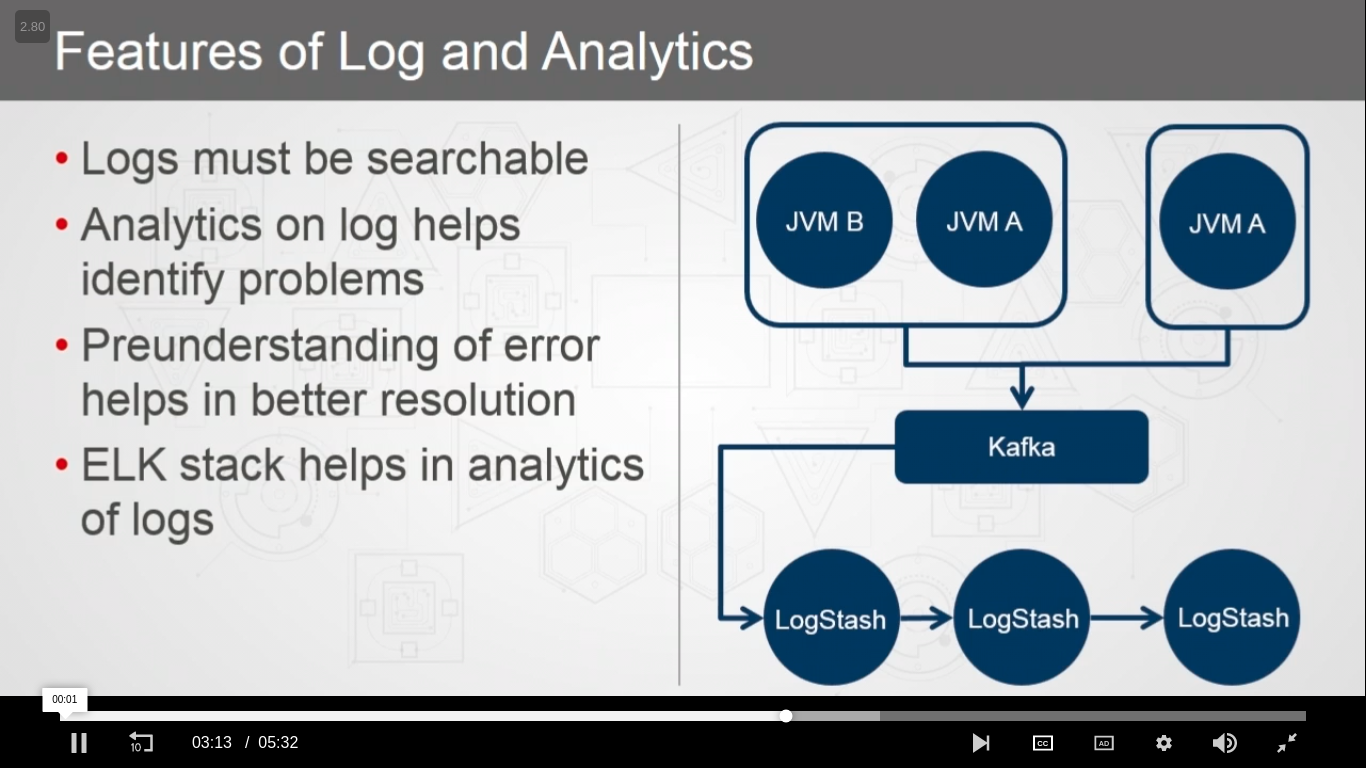 2.80
Features of Log and Analytics
• Logs must be searchable
• Analytics on log helps
identify problems
• Preunderstanding of error
helps in better resolution
• ELK stack helps in analytics
of logs
JVM B
JVM A
JVM A
Kafka
LogStash
LogStash
LogStash
00:01
10
03:13 / 05:32
CC
AD